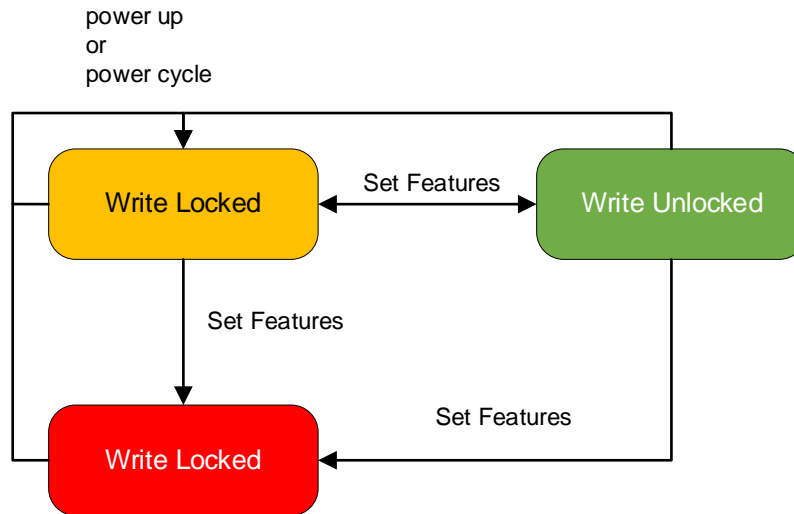 power up
or
power cycle
Write Locked
Set Features
Write Unlocked
Set Features
Set Features
Write Locked